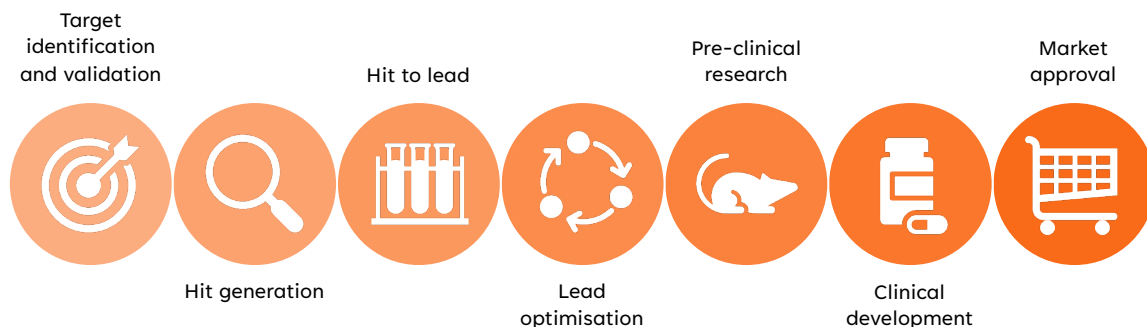 Target
identification
and validation
Hit generation
Hit to lead
Lead
optimisation
Pre-clinical
research
Clinical
development
Market
approval